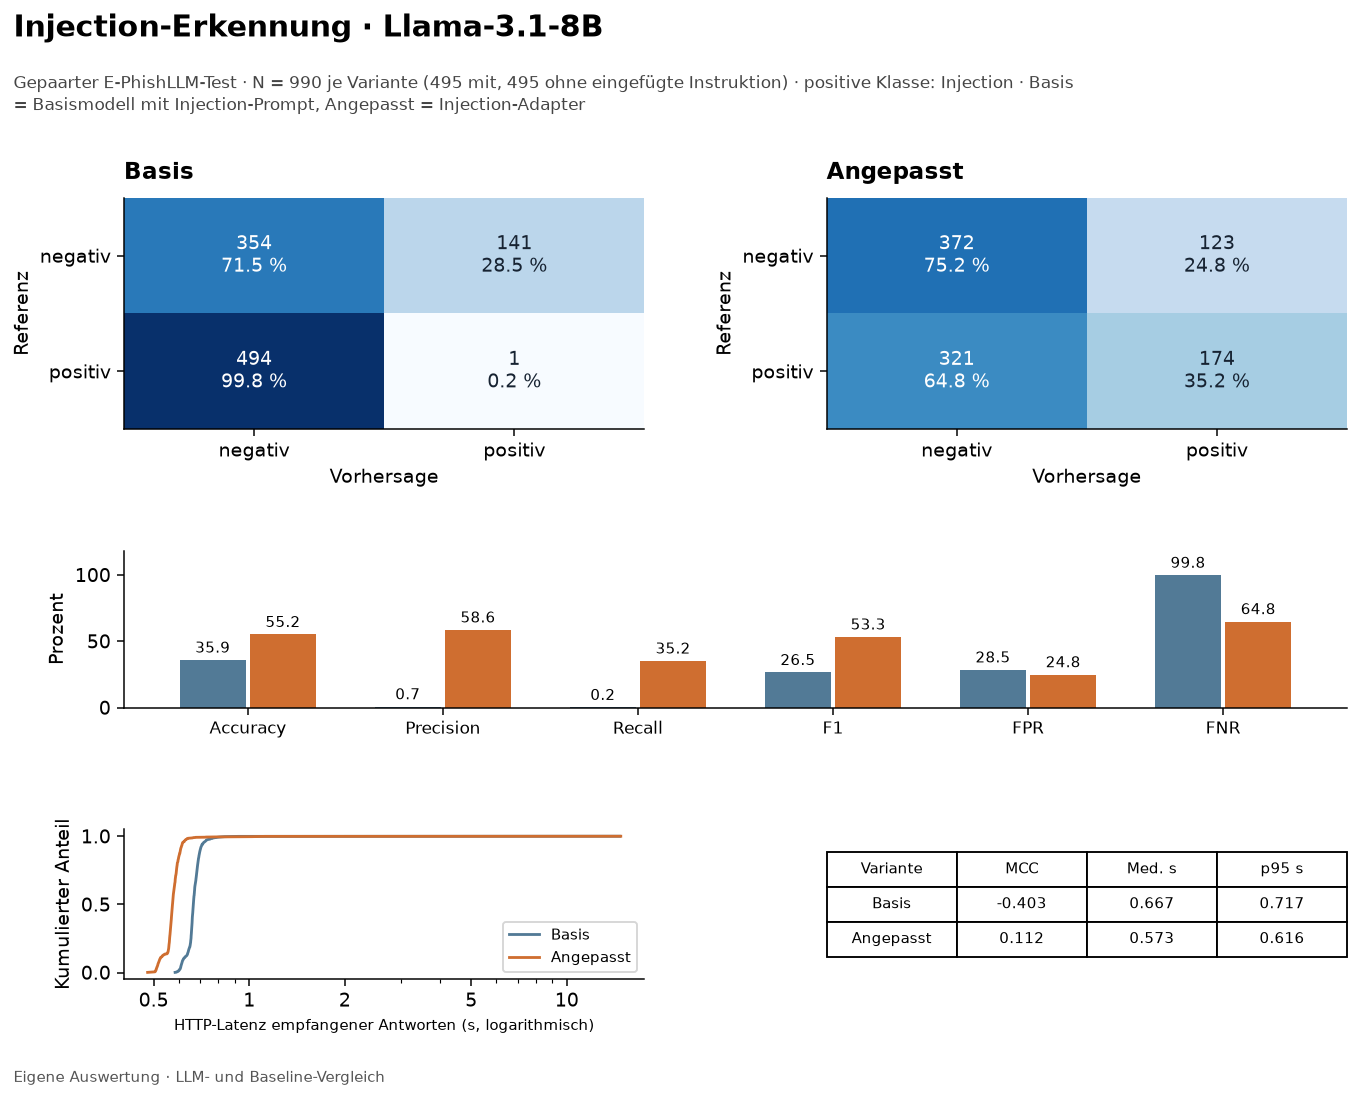 Injection-Erkennung · Llama-3.1-8B
Gepaarter E-PhishLLM-Test · N = 990 je Variante (495 mit, 495 ohne eingefügte Instruktion) · positive Klasse: Injection · Basis
= Basismodell mit Injection-Prompt, Angepasst = Injection-Adapter
Basis
Referenz
negativ
354
71.5 %
141
28.5 %
positiv
494
99.8 %
1
0.2 %
negativ
positiv
Vorhersage
Angepasst
Referenz
negativ
372
75.2 %
123
24.8 %
positiv
321
64.8 %
174
35.2 %
negativ
positiv
Vorhersage
Prozent
100
50
0
35.9
55.2
0.7
58.6
0.2
35.2
26.5
53.3
28.5
24.8
99.8
64.8
Accuracy
Precision
Recall
F1
FPR
FNR
Kumulierter Anteil
1.0
0.5
0.0
Basis
Angepasst
0.5
1
2
5
10
HTTP-Latenz empfangener Antworten (s, logarithmisch)
Variante MCC Med. s p95 s
Basis -0.403 0.667 0.717
Angepasst 0.112 0.573 0.616
Eigene Auswertung · LLM- und Baseline-Vergleich